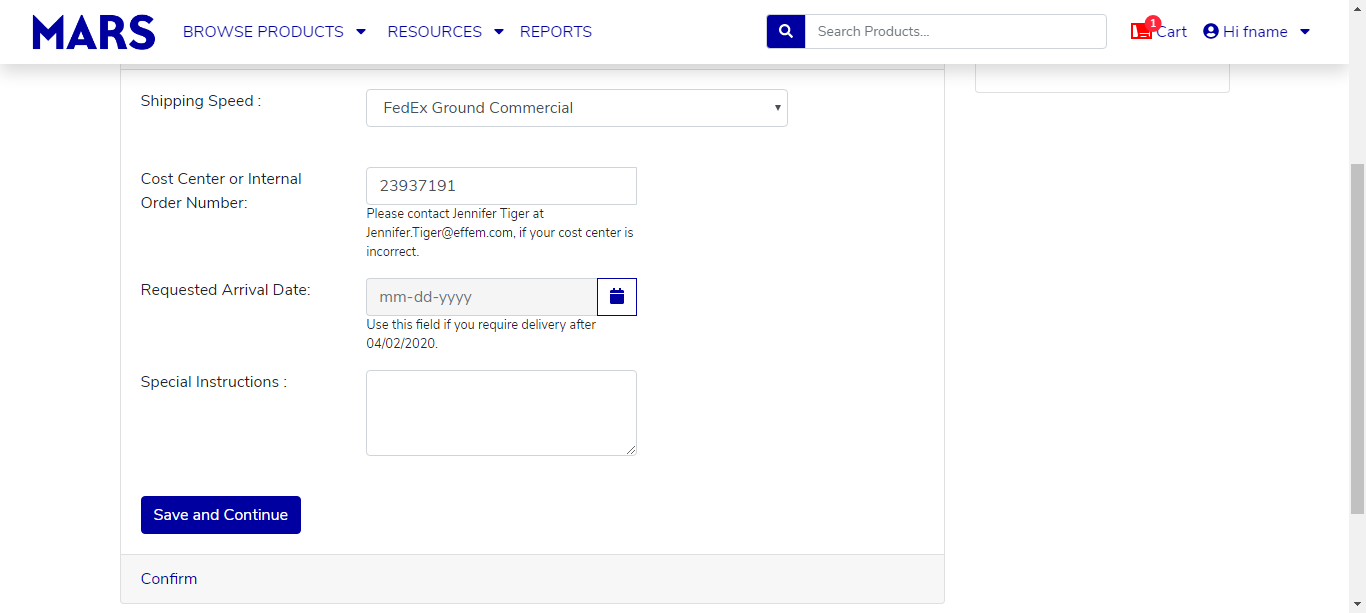 MARS
BROWSE PRODUCTS
RESOURCES
REPORTS
Search Products...
1
Cart
Hi fname
Shipping Speed :
FedEx Ground Commercial
Cost Center or Internal
Order Number:
23937191
Please contact Jennifer Tiger at
Jennifer.Tiger@effem.com, if your cost center is
incorrect.
Requested Arrival Date:
mm-dd-yyyy
Use this field if you require delivery after
04/02/2020.
Special Instructions :
Save and Continue
Confirm